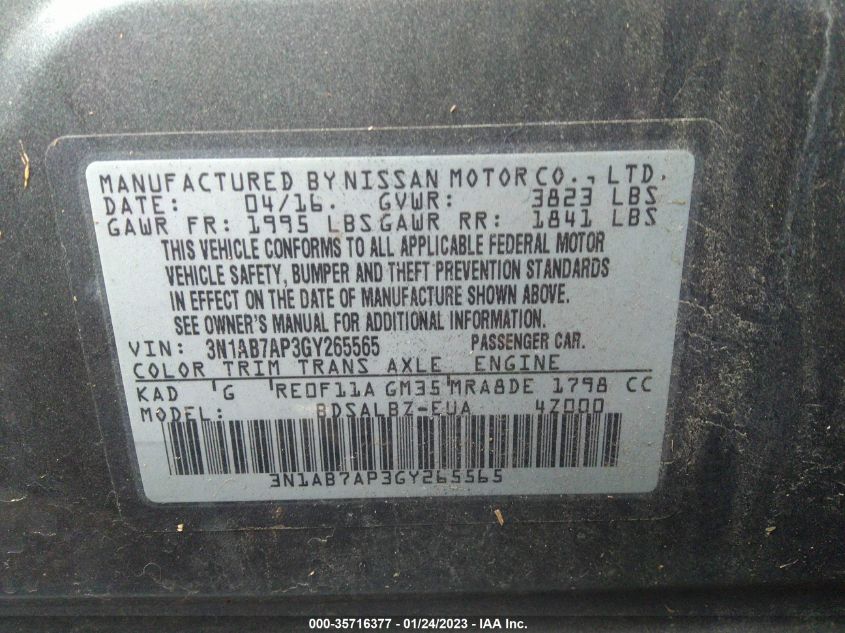 MANUFACTURED BY NISSAN MOTOR CO., LTD.
DATE: 04/16. GVWR: 3823 LBS
GAWR FR: 1995 LBS GAWR RR: 1841 LBS
THIS VEHICLE CONFORMS TO ALL APPLICABLE FEDERAL MOTOR
VEHICLE SAFETY, BUMPER AND THEFT PREVENTION STANDARDS
IN EFFECT ON THE DATE OF MANUFACTURE SHOWN ABOVE.
SEE OWNER'S MANUAL FOR ADDITIONAL INFORMATION.
VIN: 3N1AB7AP3GY265565 PASSENGER CAR.
COLOR TRIM TRANS AXLE ENGINE
KAD G RE0F11A GM35 MRA8DE 1798 CC
MODEL: BDSALBZ-EUA 4Z000
3N1AB7AP3GY265565
000-35716377 - 01/24/2023 - IAA Inc.